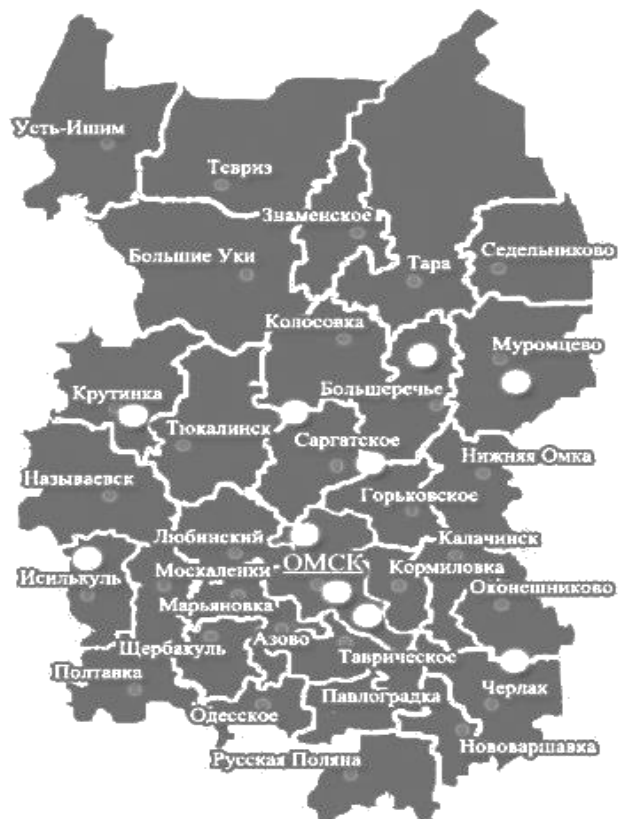 Усть-Ишим
Тевриз
Знаменское
Большие Уки
Тара
Седельниково
Колосовка
Муромцево
Крутинка
Большеречье
Тюкалинск
Саргатское
Нижняя Омка
Называевск
Горьковское
Любинский
Калачинск
Исилькуль
Москаленки
ОМСК
Кормиловка
Оконешниково
Марьяновка
Азово
Щербакуль
Таврическое
Полтавка
Павлоградка
Черлак
Одесское
Нововаршавка
Русская Поляна